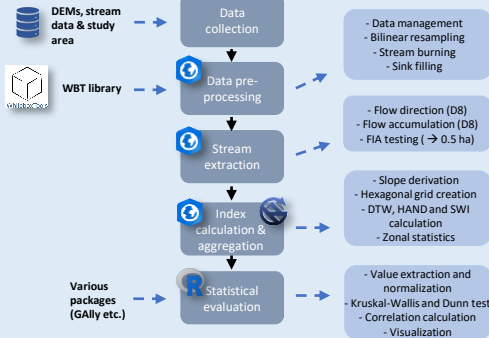 DEMs, stream
data & study
area
Data
collection
- Data management
- Bilinear resampling
- Stream burning
- Sink filling
WhiteboxTools
WBT library
Data pre-
processing
- Flow direction (D8)
- Flow accumulation (D8)
- FIA testing ( → 0.5 ha)
Stream
extraction
- Slope derivation
- Hexagonal grid creation
- DTW, HAND and SWI
calculation
- Zonal statistics
Index
calculation &
aggregation
Various
packages
(GAlly etc.)
R
Statistical
evaluation
- Value extraction and
normalization
- Kruskal-Wallis and Dunn test
- Correlation calculation
- Visualization